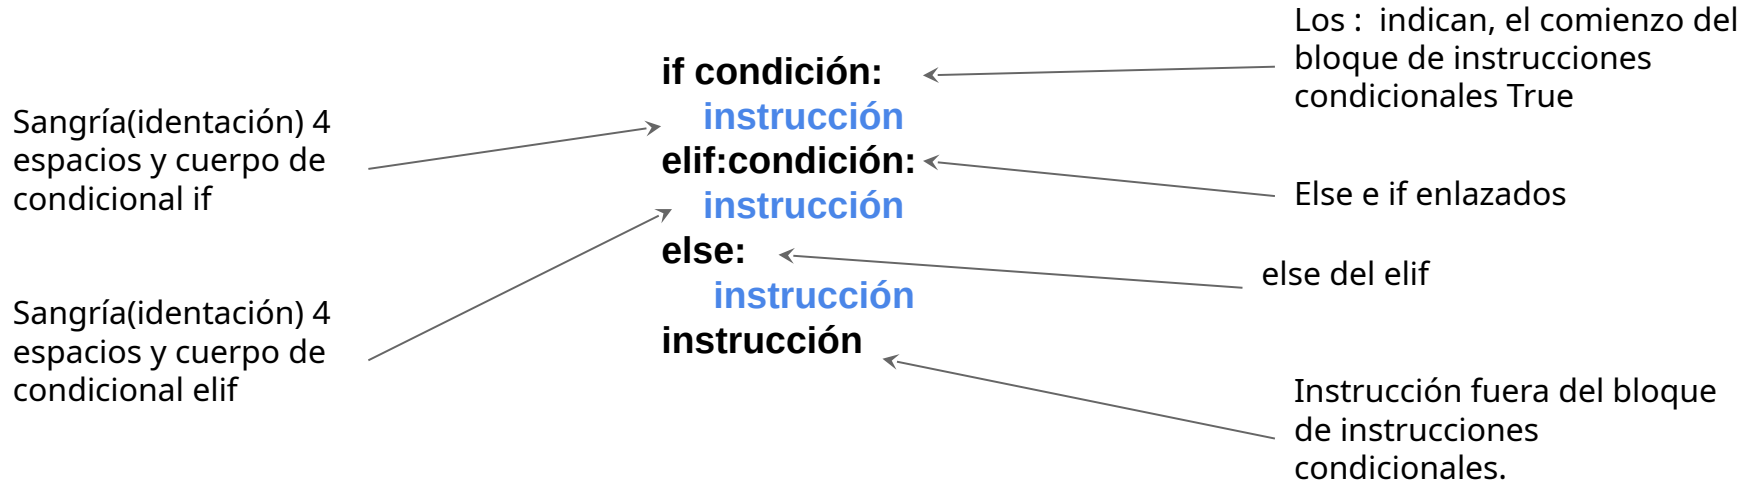 Los :  indican, el comienzo del
bloque de instrucciones
condicionales True
if condición:
instrucción
elif:condición:
instrucción
else:
instrucción
instrucción
Sangría(identación) 4
espacios y cuerpo de
condicional if
Sangría(identación) 4
espacios y cuerpo de
condicional elif
Else e if enlazados
else del elif
Instrucción fuera del bloque
de instrucciones
condicionales.